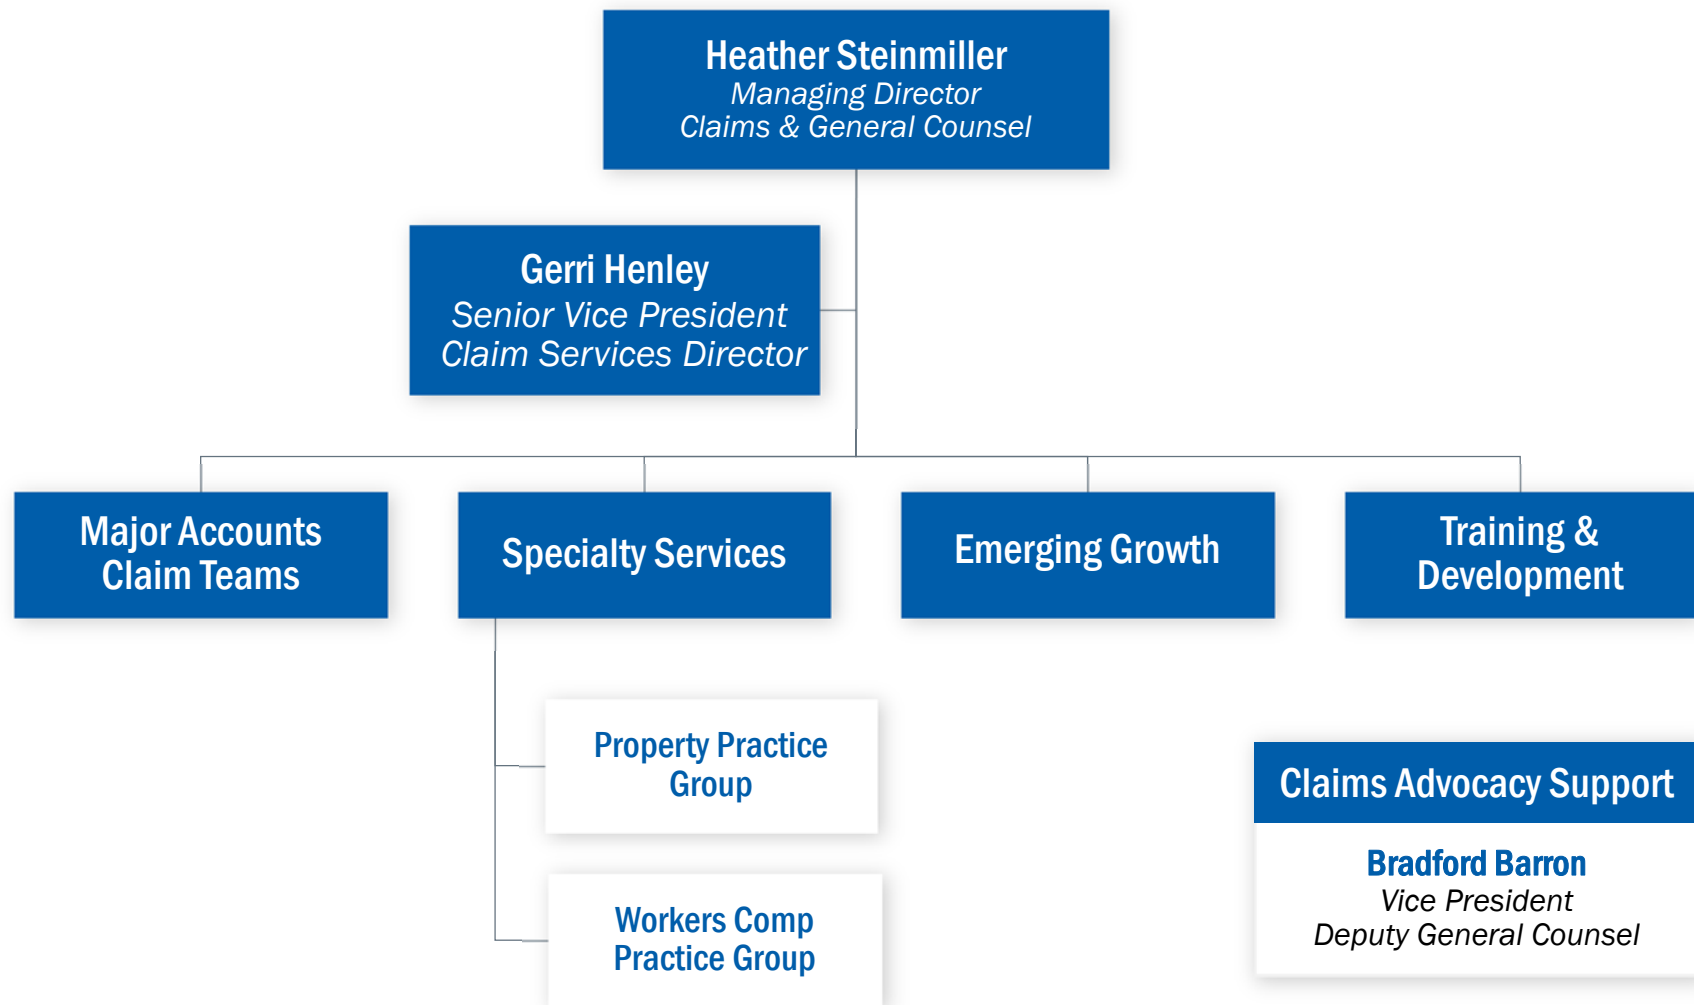 Heather Steinmiller
Managing Director
Claims & General Counsel
Gerri Henley
Senior Vice President
Claim Services Director
Major Accounts
Claim Teams
Specialty Services
Emerging Growth
Training &
Development
Property Practice
Group
Workers Comp
Practice Group
Claims Advocacy Support
Bradford Barron
Vice President
Deputy General Counsel